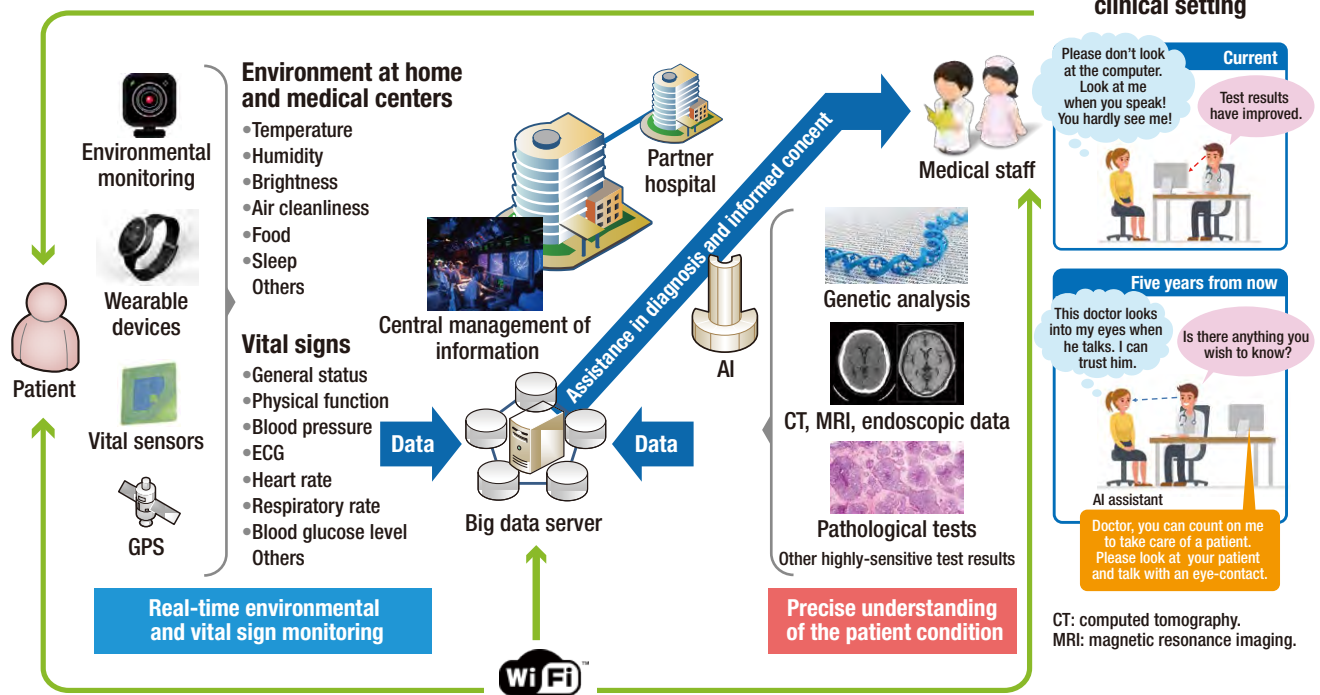 clinical setting
Environmental
monitoring
Wearable
devices
Vital sensors
GPS
Patient
Environment at home
and medical centers
•Temperature
•Humidity
•Brightness
•Air cleanliness
•Food
•Sleep
Others
Vital signs
•General status
•Physical function
•Blood pressure
•ECG
•Heart rate
•Respiratory rate
•Blood glucose level
Others
Real-time environmental
and vital sign monitoring
Partner
hospital
Central management of
information
Data
Big data server
Data
Assistance in diagnosis and informed concent
AI
Medical staff
Genetic analysis
CT, MRI, endoscopic data
Pathological tests
Other highly-sensitive test results
Precise understanding
of the patient condition
Wi Fi™
Current
Please don’t look
at the computer.
Look at me
when you speak!
You hardly see me!
Test results
have improved.
Five years from now
This doctor looks
into my eyes when
he talks. I can
trust him.
Is there anything you
wish to know?
AI assistant
Doctor, you can count on me
to take care of a patient.
Please look at your patient
and talk with an eye-contact.
CT: computed tomography.
MRI: magnetic resonance imaging.